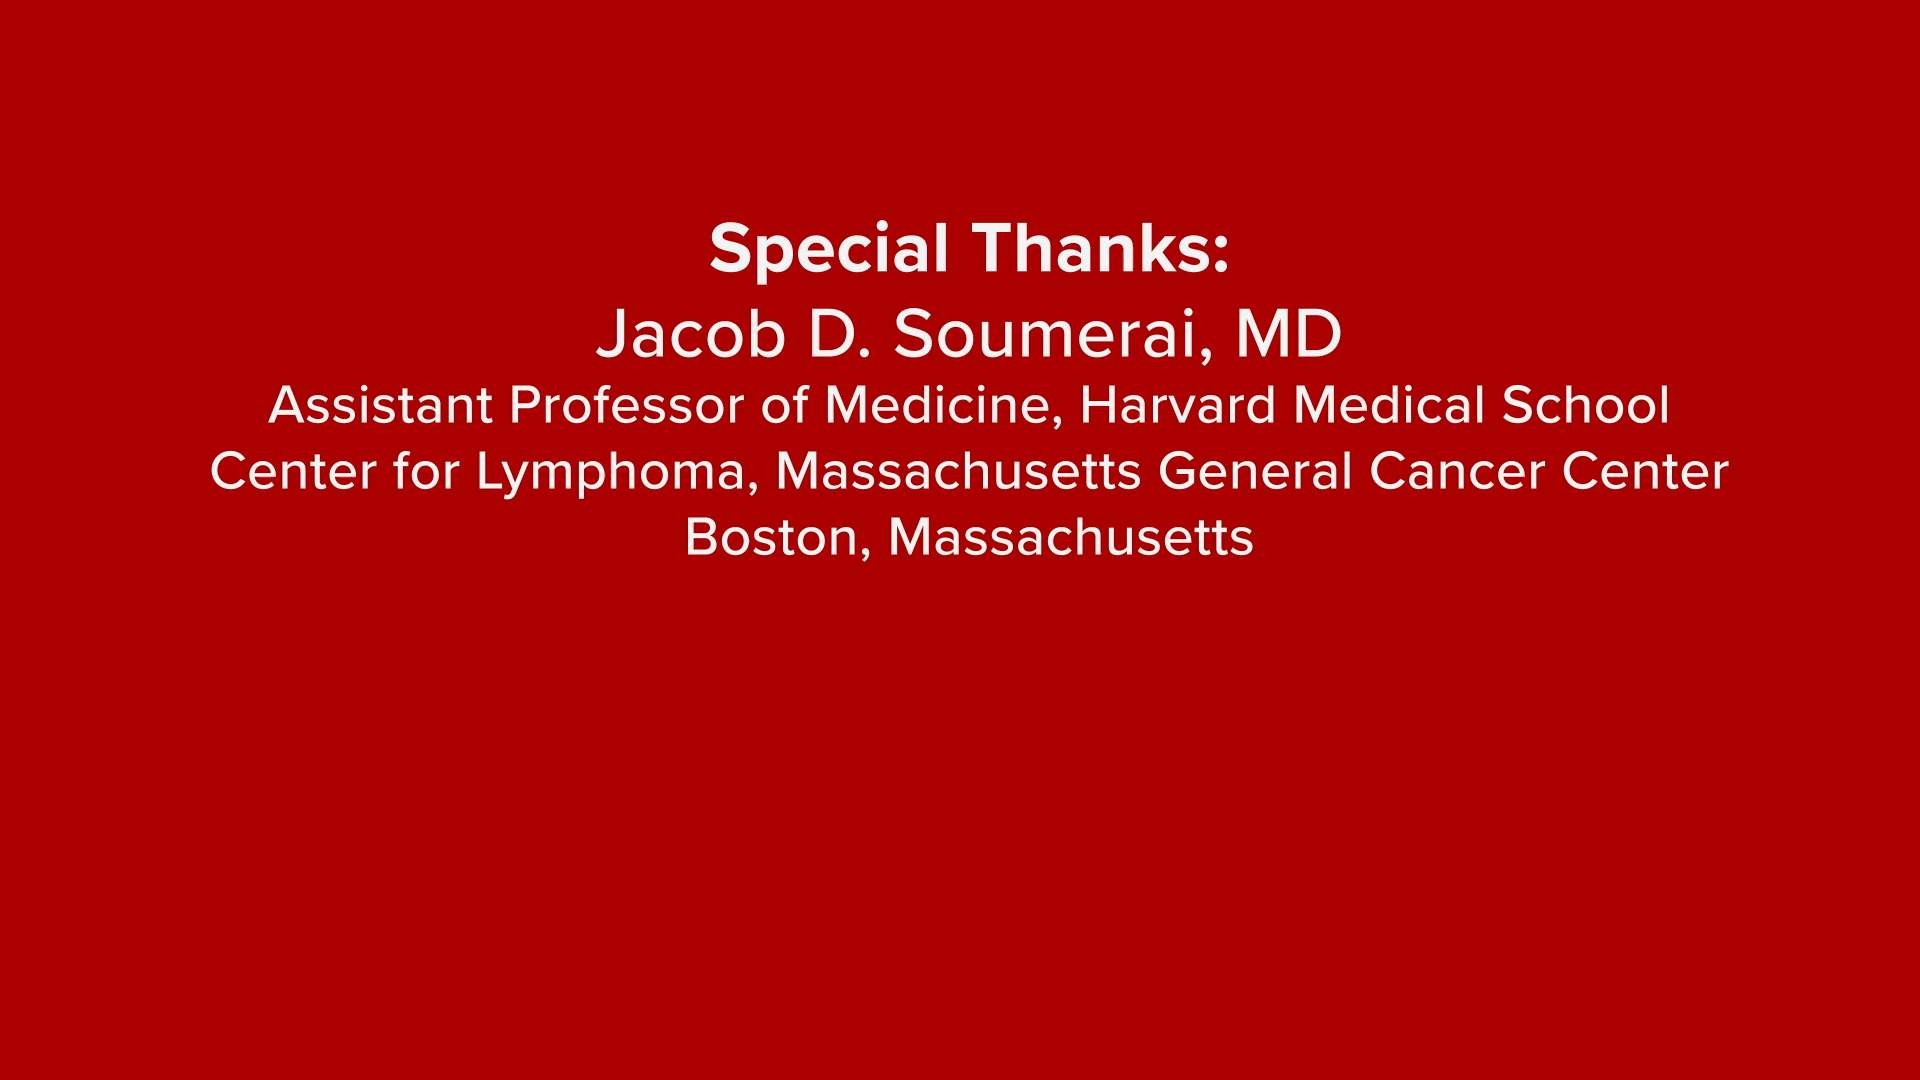 Special Thanks:
Jacob D. Soumerai, MD
Assistant Professor of Medicine, Harvard Medical School
Center for Lymphoma, Massachusetts General Cancer Center
Boston, Massachusetts